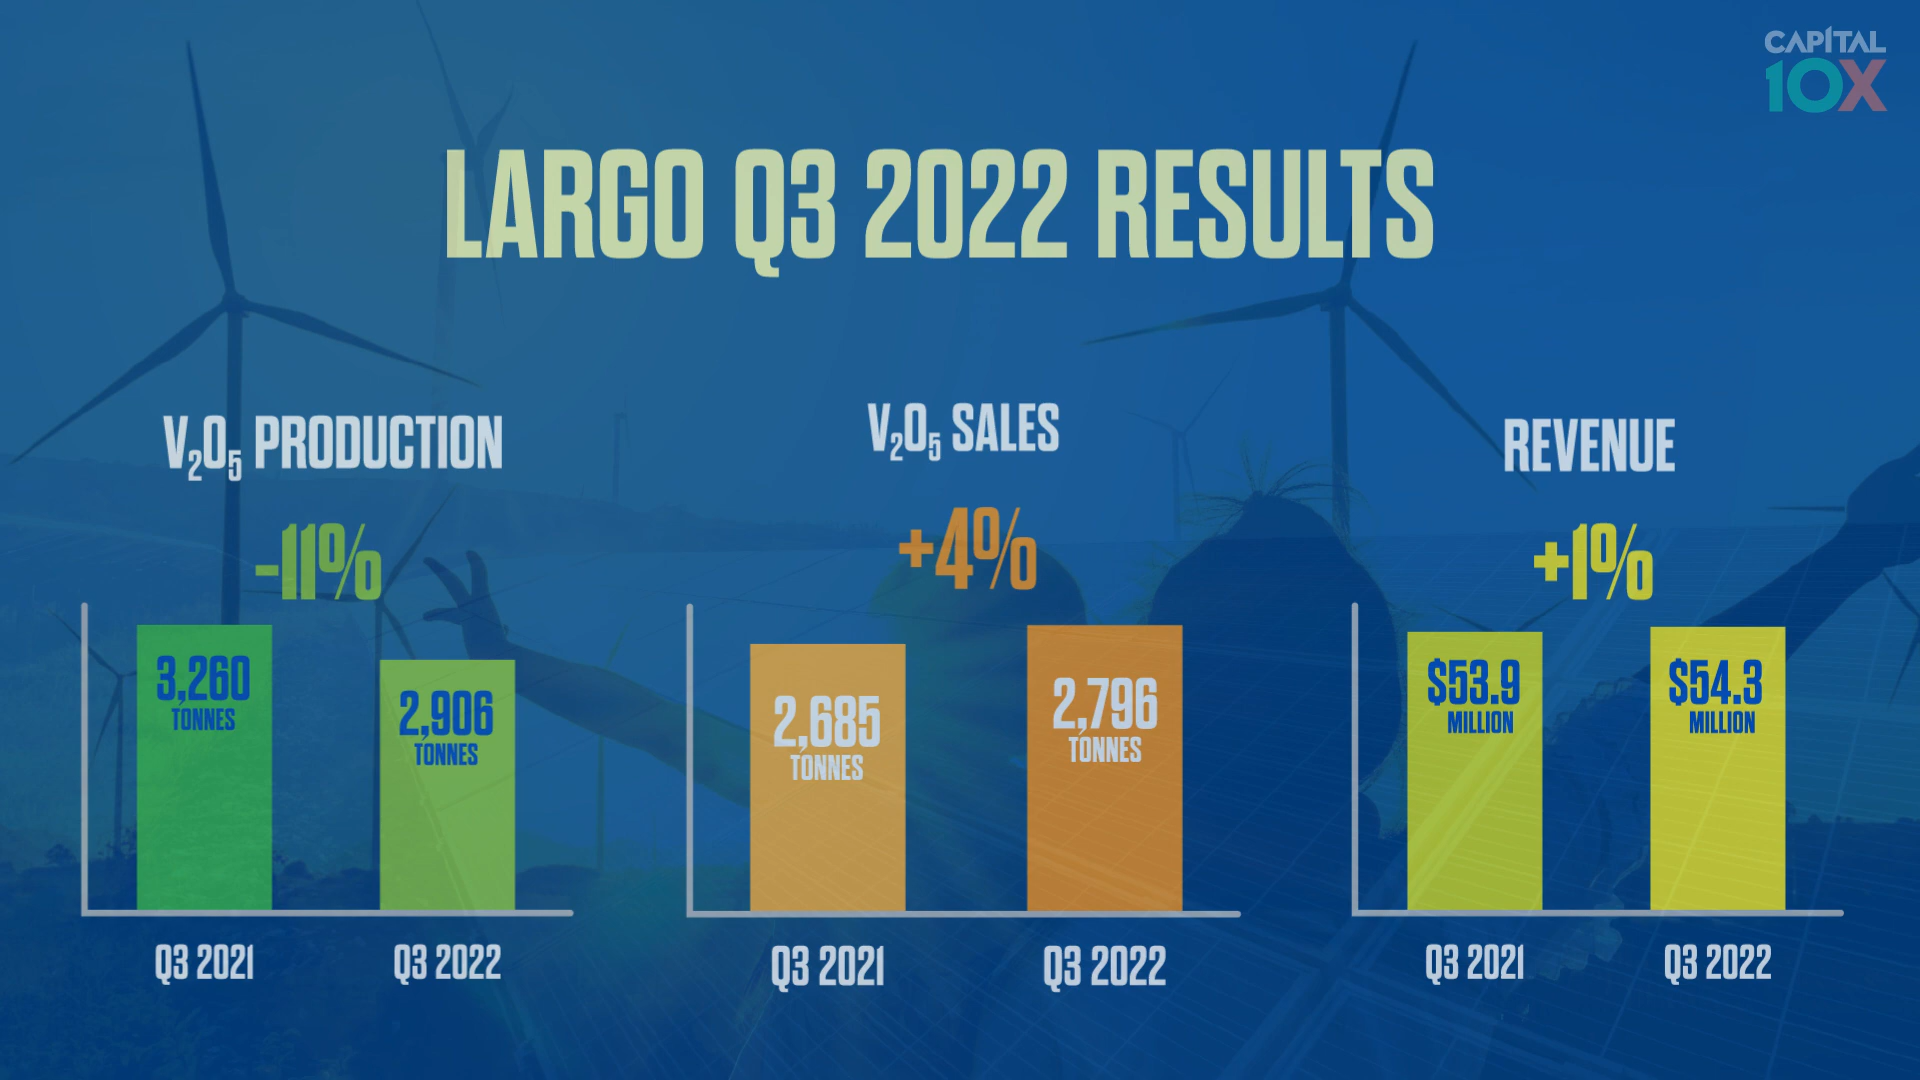 CAPITAL
10X
LARGO Q3 2022 RESULTS
V₂O₅ PRODUCTION
-11%
3,260
TONNES
2,906
TONNES
Q3 2021
Q3 2022
V₂O₅ SALES
+4%
2,685
TONNES
2,796
TONNES
Q3 2021
Q3 2022
REVENUE
+1%
$53.9
MILLION
$54.3
MILLION
Q3 2021
Q3 2022